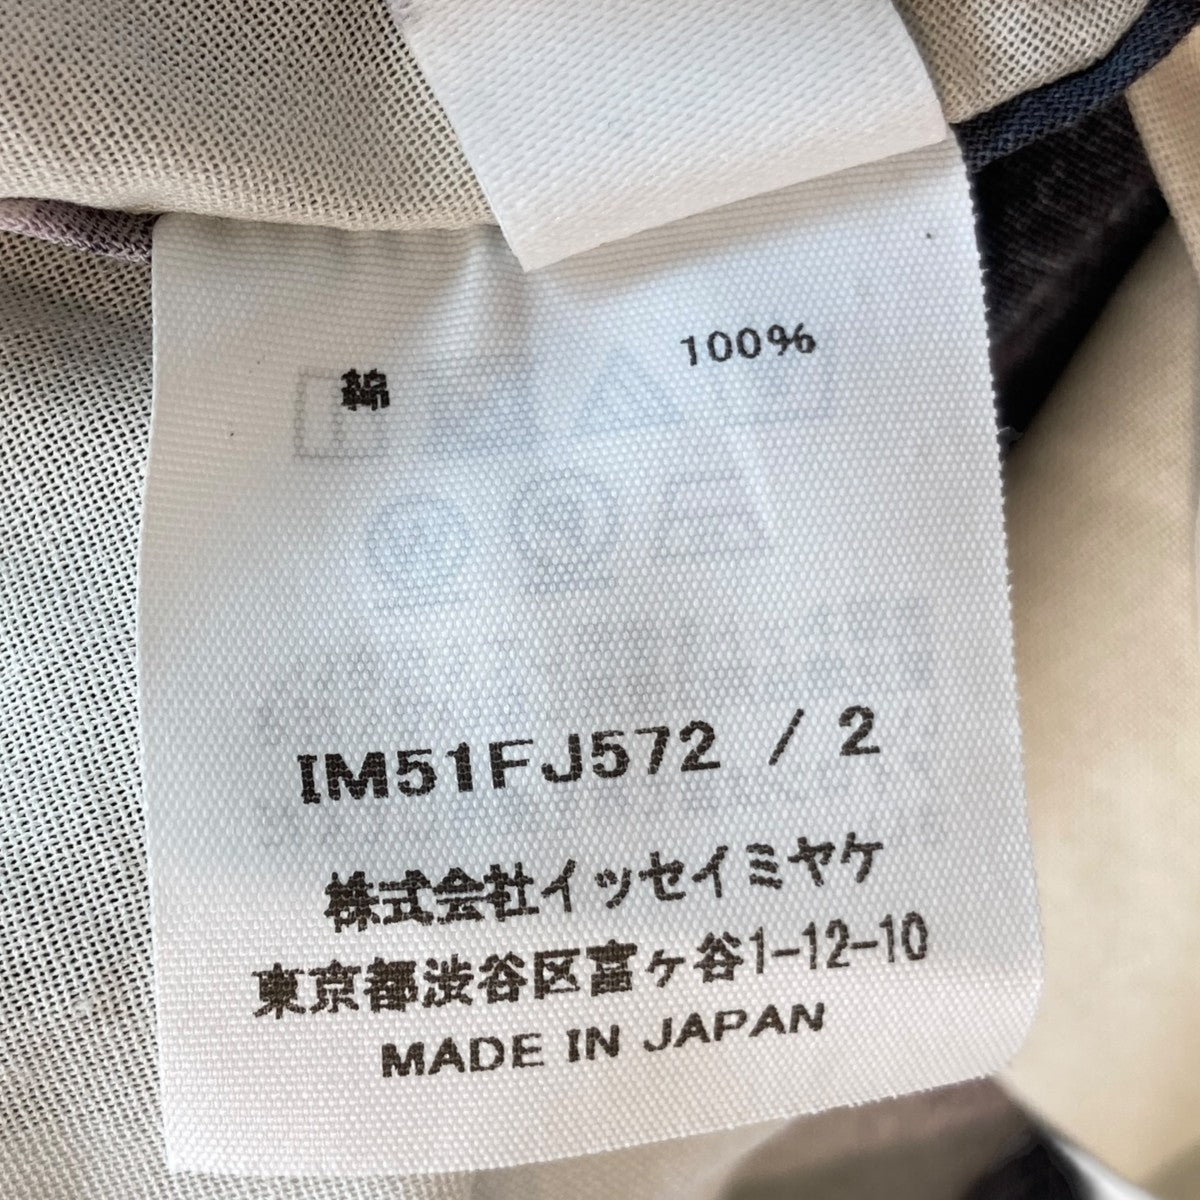 綿 100%
IM51FJ572 / 2
株式会社イッセイミヤケ
東京都渋谷区富ヶ谷1-12-10
MADE IN JAPAN